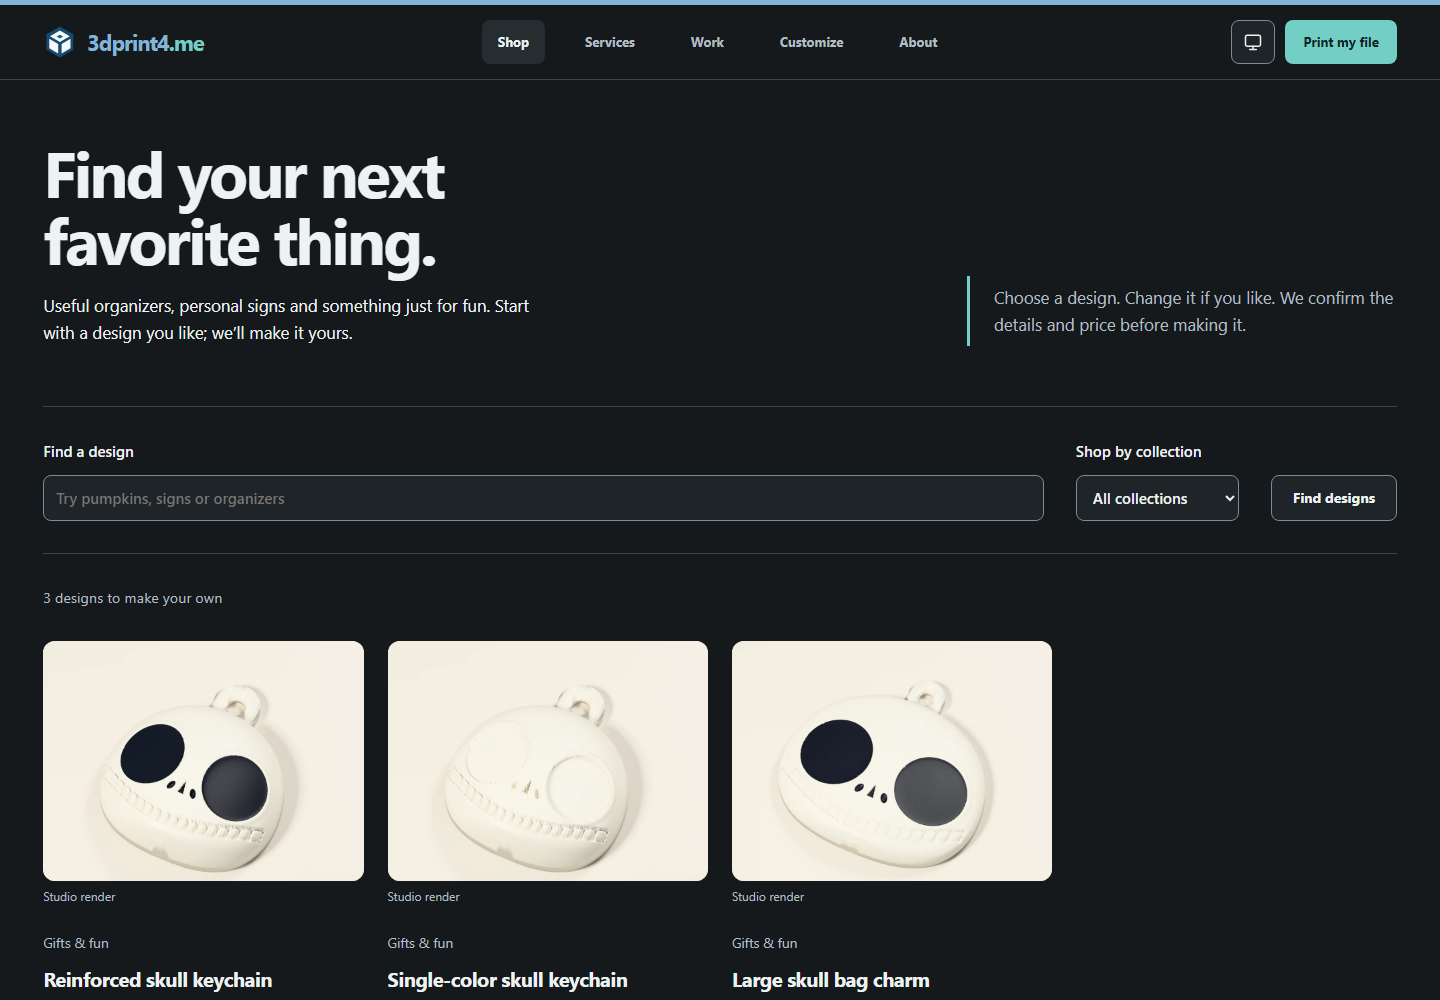 3dprint4.me
Shop
Services
Work
Customize
About
Print my file
Find your next
favorite thing.
Useful organizers, personal signs and something just for fun. Start
with a design you like; we’ll make it yours.
Choose a design. Change it if you like. We confirm the
details and price before making it.
Find a design
Try pumpkins, signs or organizers
Shop by collection
All collections
Find designs
3 designs to make your own
Studio render
Gifts & fun
Reinforced skull keychain
Studio render
Gifts & fun
Single-color skull keychain
Studio render
Gifts & fun
Large skull bag charm